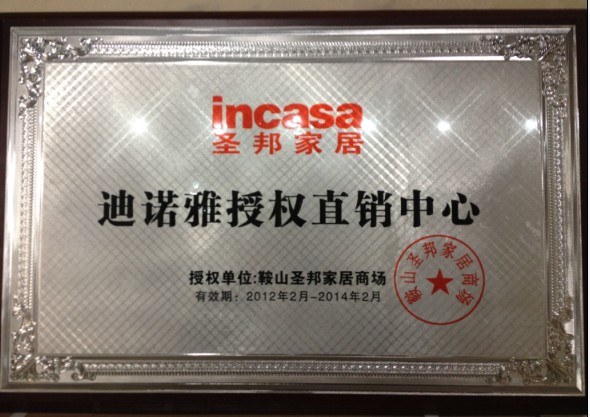 incasa
圣邦家居
迪诺雅授权直销中心
授权单位:鞍山圣邦家居商场
有效期：2012年2月-2014年2月
鞍山圣邦家居商场